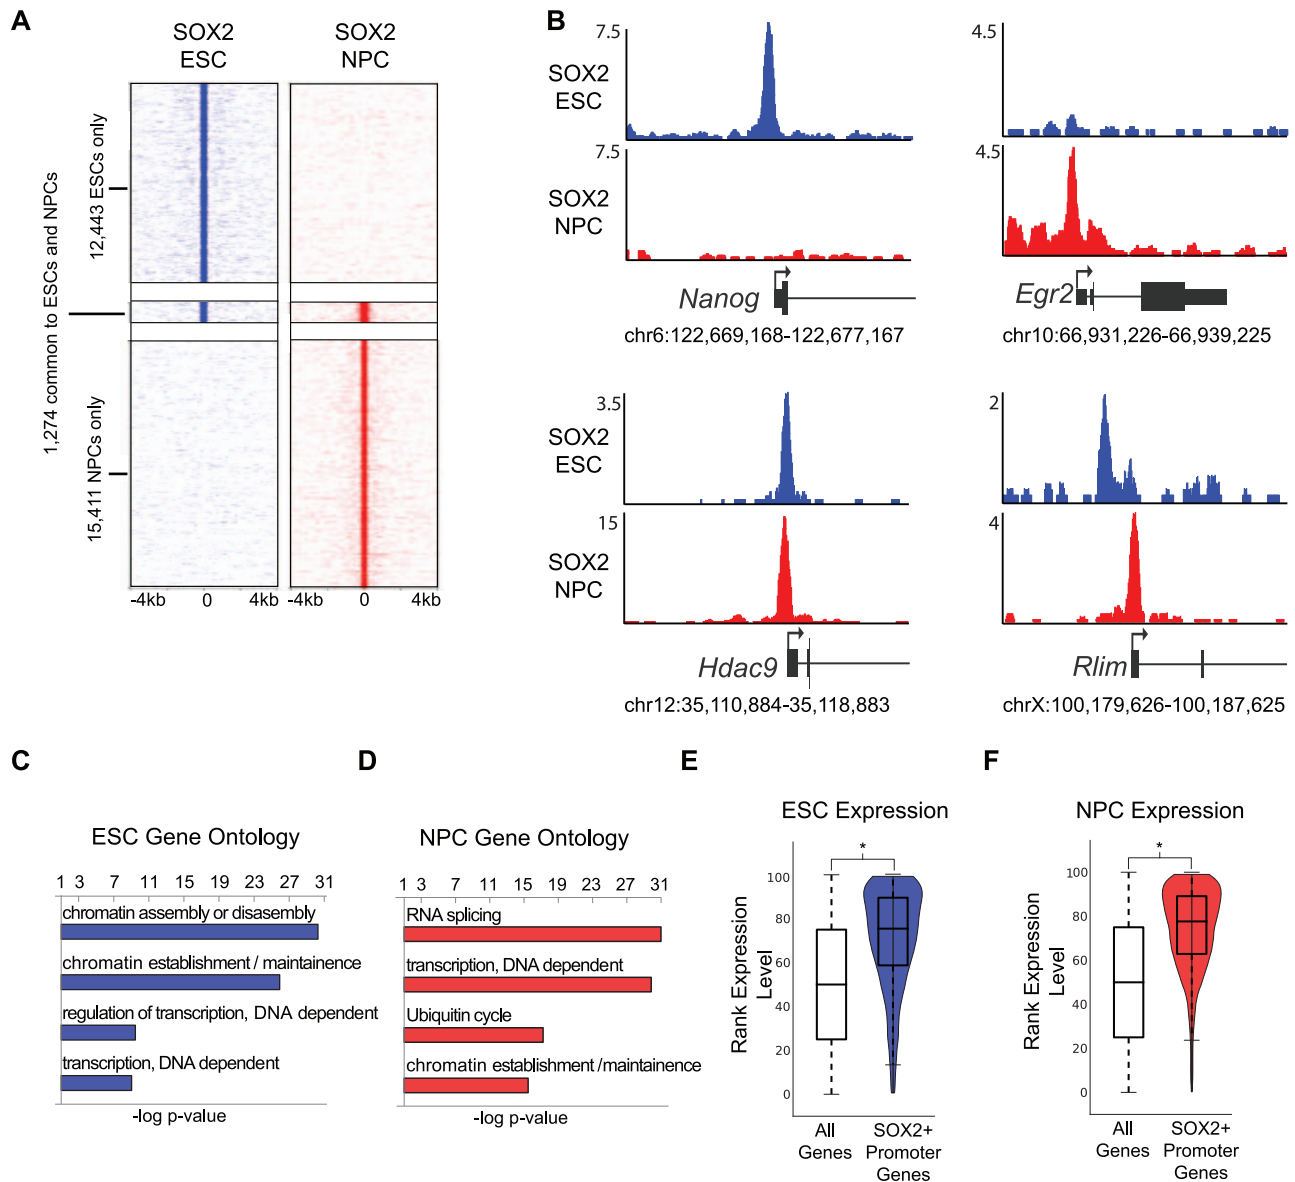 A
SOX2
ESC
SOX2
NPC
1,274 common to ESCs and NPCs
12,443 ESCs only
15,411 NPCs only
-4kb 0 4kb
-4kb 0 4kb
B
SOX2
ESC
7.5
SOX2
NPC
7.5
Nanog
chr6:122,669,168-122,677,167
4.5
4.5
Egr2
chr10:66,931,226-66,939,225
SOX2
ESC
3.5
SOX2
NPC
15
Hdac9
chr12:35,110,884-35,118,883
2
4
Rlim
chrX:100,179,626-100,187,625
C
ESC Gene Ontology
1 3 7 11 15 19 23 27 31
chromatin assembly or disasembly
chromatin establishment / maintainence
regulation of transcription, DNA dependent
transcription, DNA dependent
-log p-value
D
NPC Gene Ontology
1 3 7 11 15 19 23 27 31
RNA splicing
transcription, DNA dependent
Ubiquitin cycle
chromatin establishment /maintainence
-log p-value
E
ESC Expression
*
Rank Expression
Level
100
80
60
40
20
0
All
Genes
SOX2+
Promoter
Genes
F
NPC Expression
*
Rank Expression
Level
100
80
60
40
20
0
All
Genes
SOX2+
Promoter
Genes